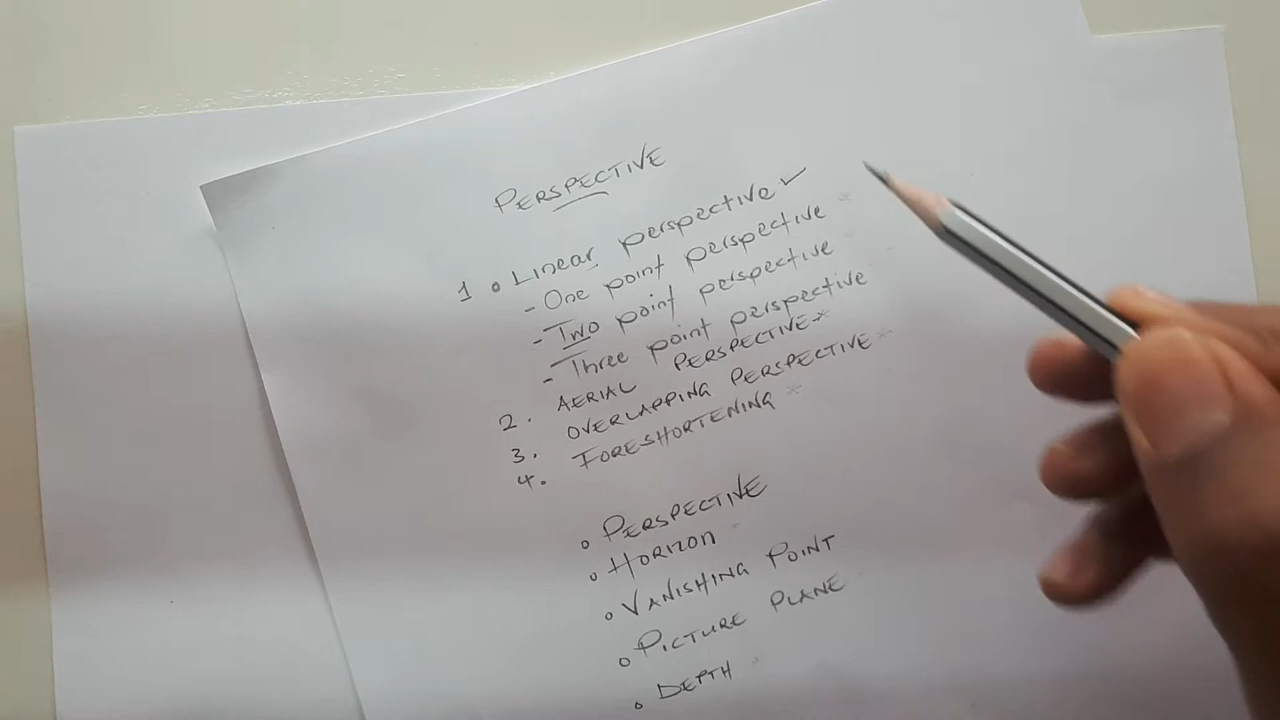 PERSPECTIVE
1 • Linear perspective ✓
- One point perspective
- Two point perspective
- Three point perspective
2. AERIAL PERSPECTIVE *
3. OVERLAPPING PERSPECTIVE *
4. FORESHORTENING *
• PERSPECTIVE
• HORIZON
• VANISHING POINT
• PICTURE PLANE
• DEPTH